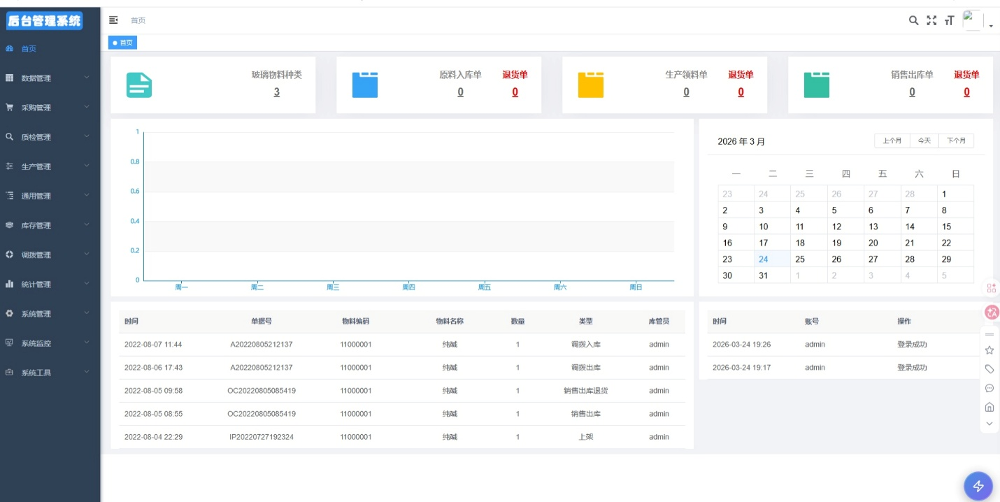 后台管理系统
首页
数据管理
采购管理
质检管理
生产管理
通用管理
库存管理
调拨管理
统计管理
系统管理
系统监控
系统工具
首页
首页
玻璃物料种类
3
原料入库单 退货单
0 0
生产领料单 退货单
0 0
销售出库单 退货单
0 0
1
0.8
0.6
0.4
0.2
0
周一 周二 周三 周四 周五 周六 周日
2026 年 3 月 上个月 今天 下个月
一 二 三 四 五 六 日
23 24 25 26 27 28 1
2 3 4 5 6 7 8
9 10 11 12 13 14 15
16 17 18 19 20 21 22
23 24 25 26 27 28 29
30 31 1 2 3 4 5
时间 单据号 物料编码 物料名称 数量 类型 库管员
2022-08-07 11:44 A20220805212137 11000001 纯碱 1 调拨入库 admin
2022-08-06 17:43 A20220805212137 11000001 纯碱 1 调拨出库 admin
2022-08-05 09:58 OC20220805085419 11000001 纯碱 1 销售出库退货 admin
2022-08-05 08:55 OC20220805085419 11000001 纯碱 1 销售出库 admin
2022-08-04 22:29 IP20220727192324 11000001 纯碱 1 上架 admin
时间 账号 操作
2026-03-24 19:26 admin 登录成功
2026-03-24 19:17 admin 登录成功